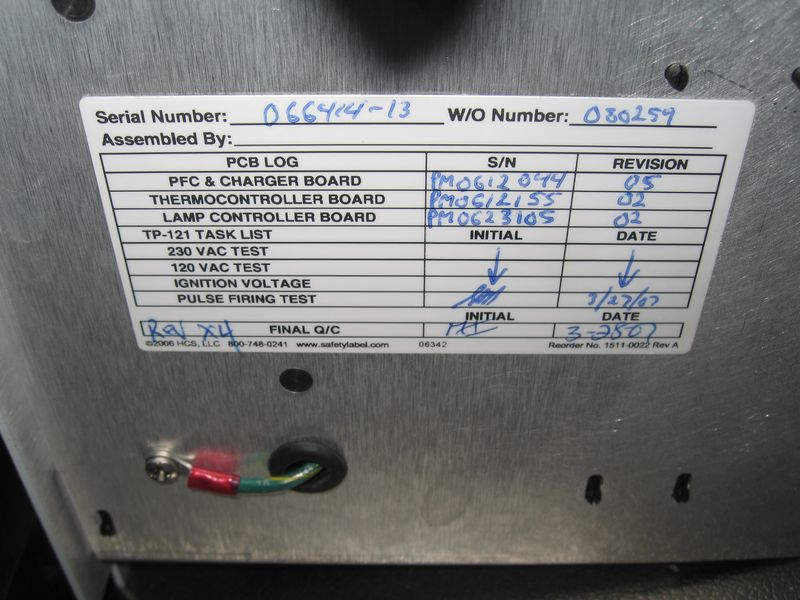 Serial Number: 066414-13 W/O Number: 080259
Assembled By:
PCB LOG S/N REVISION
PFC & CHARGER BOARD PM0612044 05
THERMOCONTROLLER BOARD PM0612155 02
LAMP CONTROLLER BOARD PM0623105 02
TP-121 TASK LIST INITIAL DATE
230 VAC TEST
120 VAC TEST
IGNITION VOLTAGE
PULSE FIRING TEST 3/27/07
INITIAL DATE
Rev X4 FINAL Q/C 3-28-07
©2006 HCS, LLC 800-748-0241 www.safetylabel.com 06342 Reorder No. 1511-0022 Rev A